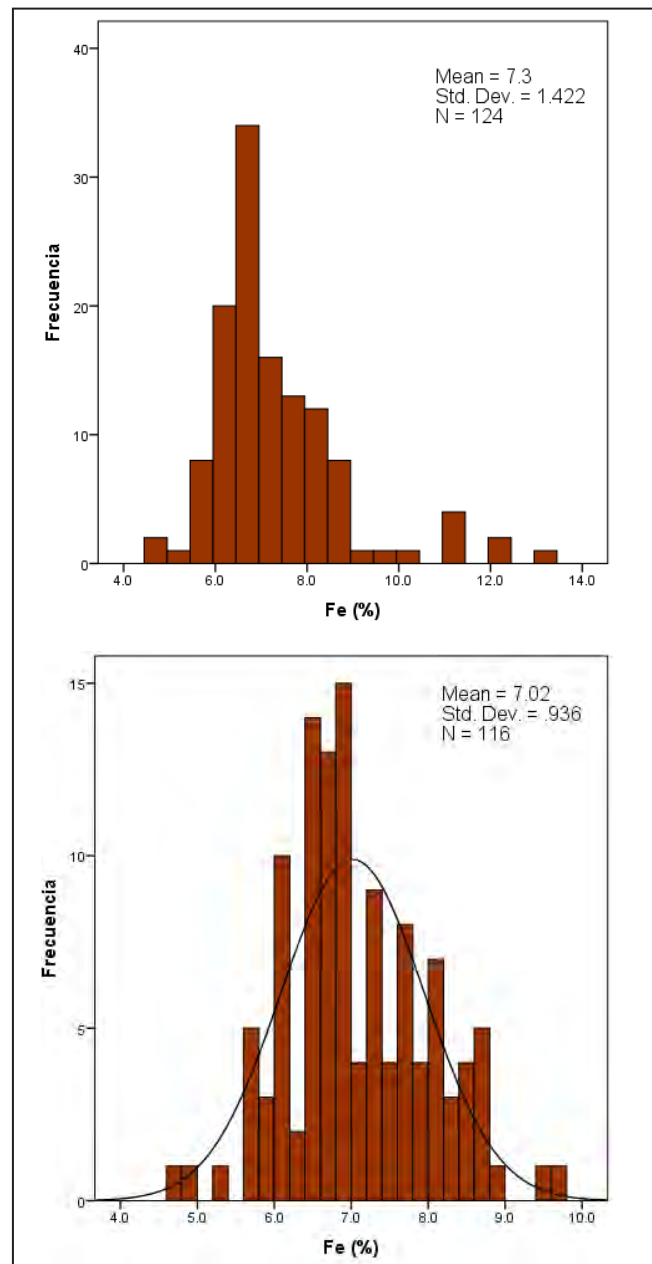 40
Mean = 7.3
Std. Dev. = 1.422
N = 124
30
Frecuencia
20
10
0
4.0 6.0 8.0 10.0 12.0 14.0
Fe (%)
15
Mean = 7.02
Std. Dev. = .936
N = 116
10
Frecuencia
5
0
4.0 5.0 6.0 7.0 8.0 9.0 10.0
Fe (%)